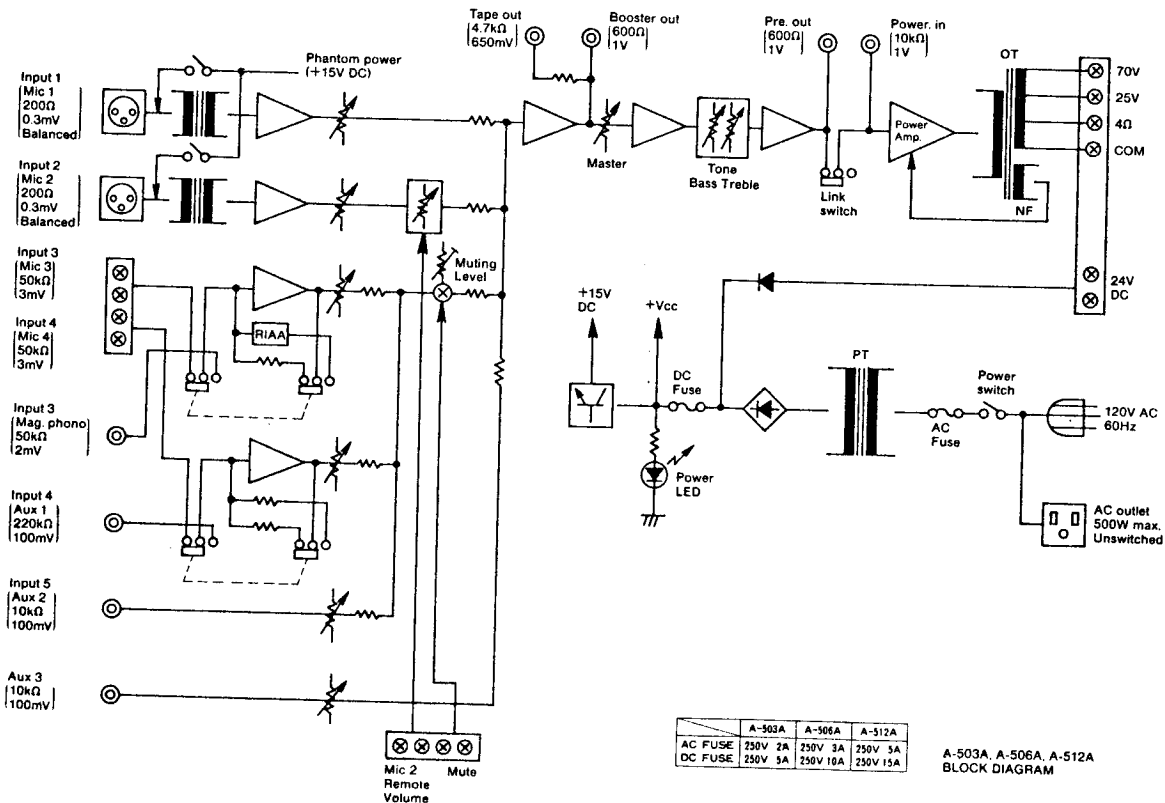 Input 1
Mic 1
200Ω
0.3mV
Balanced
Input 2
Mic 2
200Ω
0.3mV
Balanced
Input 3
Mic 3
50kΩ
3mV
Input 4
Mic 4
50kΩ
3mV
Input 3
Mag. phono
50kΩ
2mV
Input 4
Aux 1
220kΩ
100mV
Input 5
Aux 2
10kΩ
100mV
Aux 3
10kΩ
100mV
Phantom power
(+15V DC)
RIAA
Muting
Level
Mic 2
Remote
Volume
Mute
Tape out
4.7kΩ
650mV
Booster out
600Ω
1V
Master
Tone
Bass Treble
Pre. out
600Ω
1V
Link
switch
Power. in
10kΩ
1V
Power
Amp.
OT
NF
70V
25V
4Ω
COM
24V
DC
+15V
DC
+Vcc
DC
Fuse
Power
LED
PT
AC
Fuse
Power
switch
120V AC
60Hz
AC outlet
500W max.
Unswitched
A-503A A-506A A-512A
AC FUSE 250V 2A 250V 3A 250V 5A
DC FUSE 250V 5A 250V 10A 250V 15A
A-503A, A-506A, A-512A
BLOCK DIAGRAM